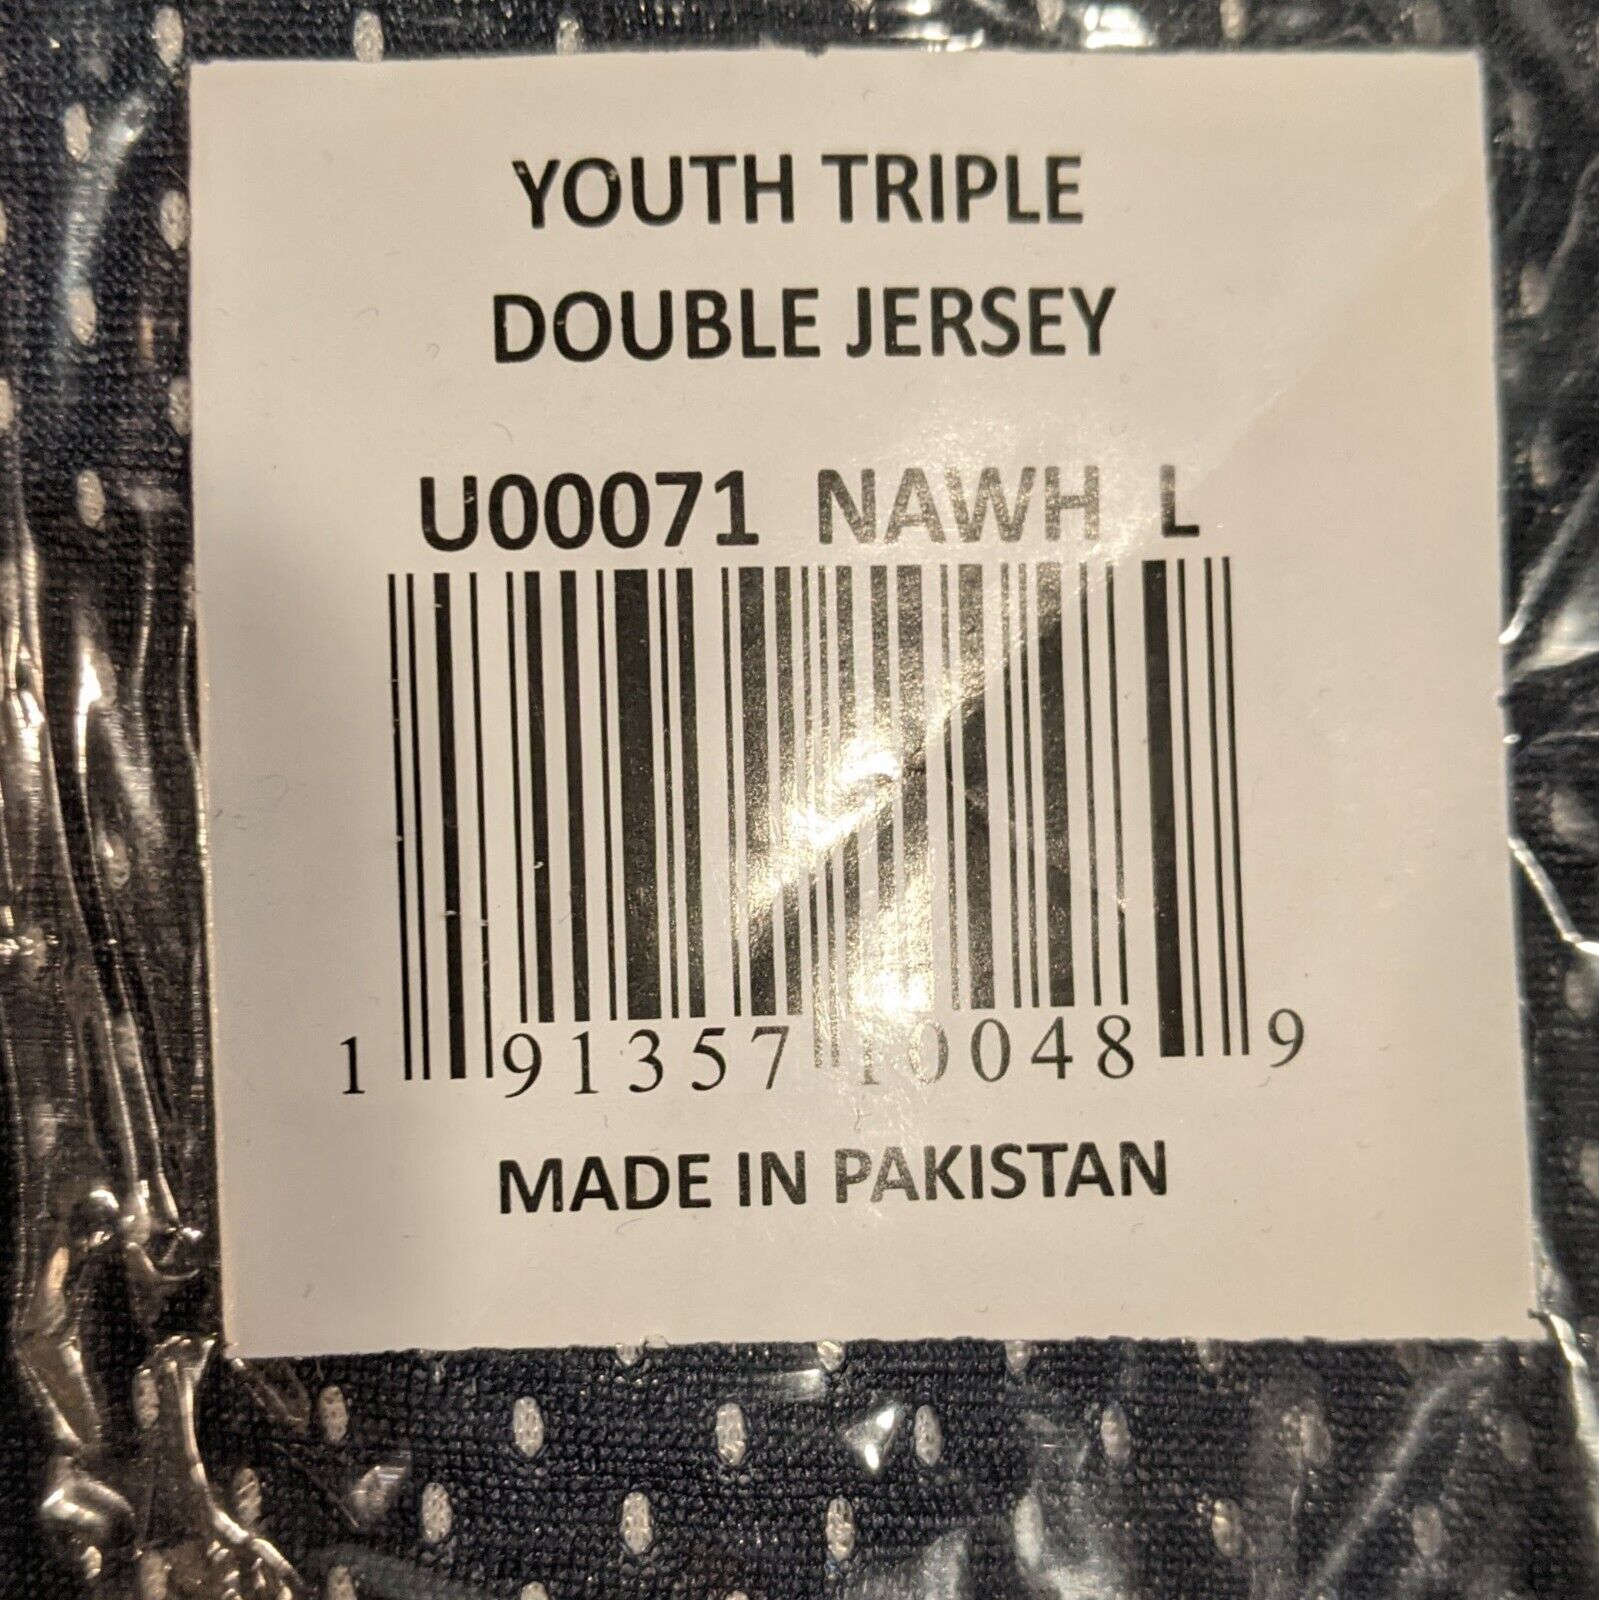 YOUTH TRIPLE
DOUBLE JERSEY
U00071 NAWH L
1 91357 10048 9
MADE IN PAKISTAN